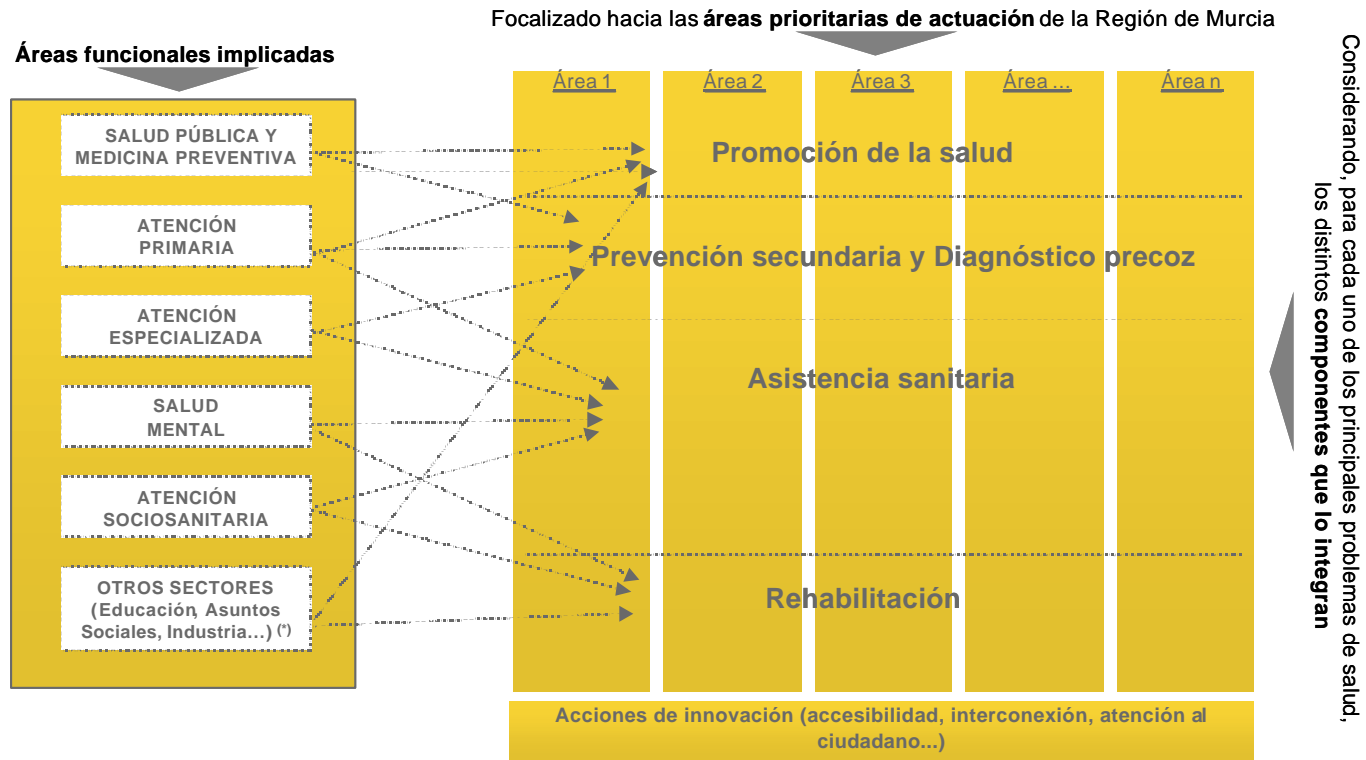 Focalizado hacia las áreas prioritarias de actuación de la Región de Murcia
Áreas funcionales implicadas
SALUD PÚBLICA Y
MEDICINA PREVENTIVA
ATENCIÓN
PRIMARIA
ATENCIÓN
ESPECIALIZADA
SALUD
MENTAL
ATENCIÓN
SOCIOSANITARIA
OTROS SECTORES
(Educación, Asuntos
Sociales, Industria…) (*)
Área 1
Área 2
Área 3
Área …
Área n
Promoción de la salud
Prevención secundaria y Diagnóstico precoz
Asistencia sanitaria
Rehabilitación
Acciones de innovación (accesibilidad, interconexión, atención al
ciudadano...)
Considerando, para cada uno de los principales problemas de salud,
los distintos componentes que lo integran